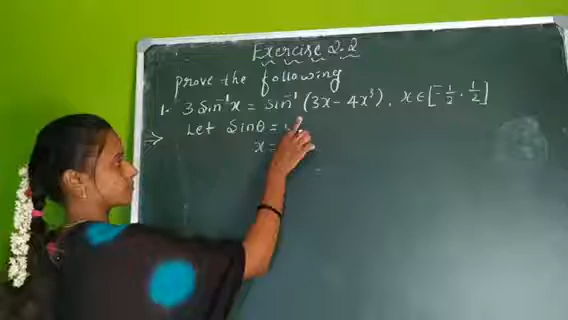 Exercise 2.2
Prove the following
1. 3 Sin⁻¹x = Sin⁻¹ (3x - 4x³), x ∈ [-1/2, 1/2]
=> Let Sinθ =
x =